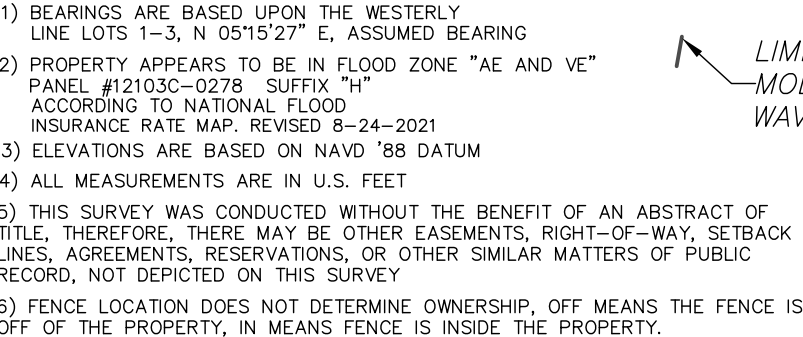 1) BEARINGS ARE BASED UPON THE WESTERLY
LINE LOTS 1-3, N 05°15'27" E, ASSUMED BEARING
2) PROPERTY APPEARS TO BE IN FLOOD ZONE "AE AND VE"
PANEL #12103C-0278 SUFFIX "H"
ACCORDING TO NATIONAL FLOOD
INSURANCE RATE MAP. REVISED 8-24-2021
3) ELEVATIONS ARE BASED ON NAVD '88 DATUM
4) ALL MEASUREMENTS ARE IN U.S. FEET
5) THIS SURVEY WAS CONDUCTED WITHOUT THE BENEFIT OF AN ABSTRACT OF
TITLE, THEREFORE, THERE MAY BE OTHER EASEMENTS, RIGHT-OF-WAY, SETBACK
LINES, AGREEMENTS, RESERVATIONS, OR OTHER SIMILAR MATTERS OF PUBLIC
RECORD, NOT DEPICTED ON THIS SURVEY
6) FENCE LOCATION DOES NOT DETERMINE OWNERSHIP, OFF MEANS THE FENCE IS
OFF OF THE PROPERTY, IN MEANS FENCE IS INSIDE THE PROPERTY.